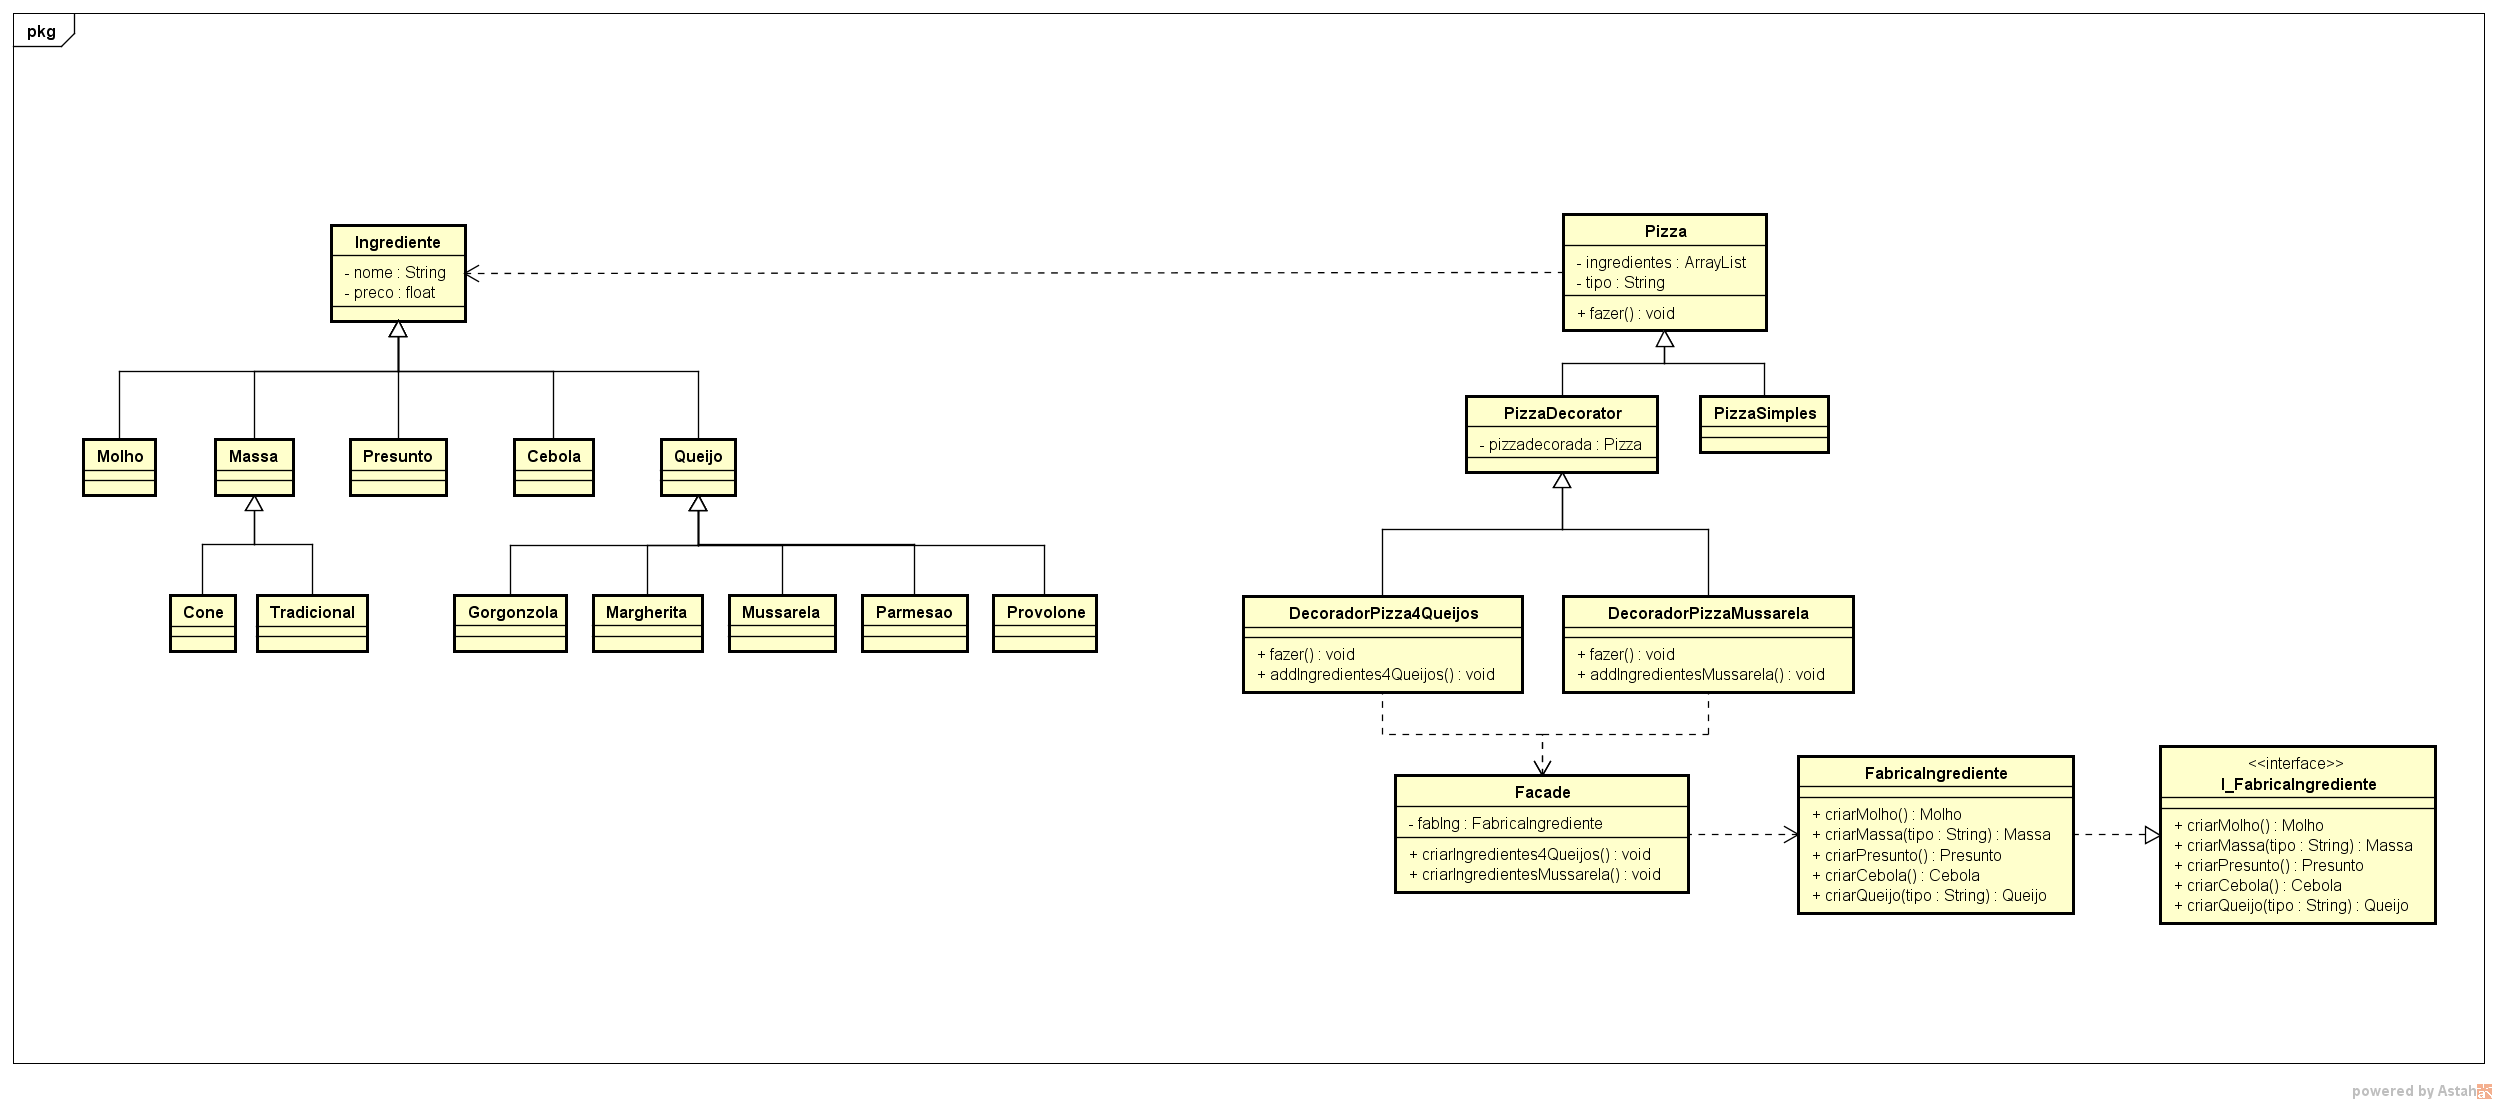 pkg
Ingrediente
- nome : String
- preco : float
Pizza
- ingredientes : ArrayList
- tipo : String
+ fazer() : void
PizzaDecorator
- pizzadecorada : Pizza
PizzaSimples
Molho
Massa
Presunto
Cebola
Queijo
Cone
Tradicional
Gorgonzola
Margherita
Mussarela
Parmesao
Provolone
DecoradorPizza4Queijos
+ fazer() : void
+ addIngredientes4Queijos() : void
DecoradorPizzaMussarela
+ fazer() : void
+ addIngredientesMussarela() : void
Facade
- fabIng : FabricaIngrediente
+ criarIngredientes4Queijos() : void
+ criarIngredientesMussarela() : void
FabricaIngrediente
+ criarMolho() : Molho
+ criarMassa(tipo : String) : Massa
+ criarPresunto() : Presunto
+ criarCebola() : Cebola
+ criarQueijo(tipo : String) : Queijo
<<interface>>
I_FabricaIngrediente
+ criarMolho() : Molho
+ criarMassa(tipo : String) : Massa
+ criarPresunto() : Presunto
+ criarCebola() : Cebola
+ criarQueijo(tipo : String) : Queijo
powered by Astah